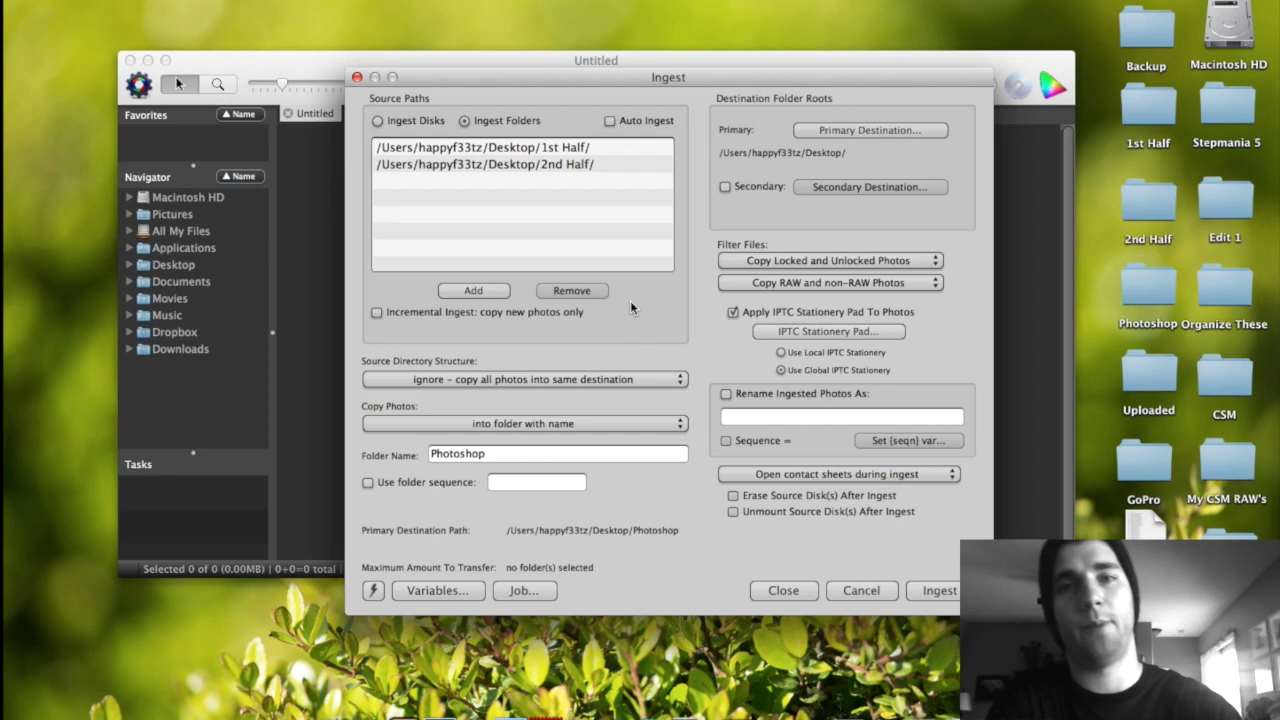 Untitled
Ingest
Favorites
▲ Name
Untitled
Navigator
▲ Name
Macintosh HD
Pictures
All My Files
Applications
Desktop
Documents
Movies
Music
Dropbox
Downloads
Tasks
Selected 0 of 0 (0.00MB) | 0+0=0 total |
Source Paths
Ingest Disks
Ingest Folders
Auto Ingest
/Users/happyf33tz/Desktop/1st Half/
/Users/happyf33tz/Desktop/2nd Half/
Add
Remove
Incremental Ingest: copy new photos only
Source Directory Structure:
ignore - copy all photos into same destination
Copy Photos:
into folder with name
Folder Name:
Photoshop
Use folder sequence:
Primary Destination Path:
/Users/happyf33tz/Desktop/Photoshop
Maximum Amount To Transfer:
no folder(s) selected
Variables...
Job...
Destination Folder Roots
Primary:
Primary Destination...
/Users/happyf33tz/Desktop/
Secondary:
Secondary Destination...
Filter Files:
Copy Locked and Unlocked Photos
Copy RAW and non-RAW Photos
Apply IPTC Stationery Pad To Photos
IPTC Stationery Pad...
Use Local IPTC Stationery
Use Global IPTC Stationery
Rename Ingested Photos As:
Sequence =
Set {seqn} var...
Open contact sheets during ingest
Erase Source Disk(s) After Ingest
Unmount Source Disk(s) After Ingest
Close
Cancel
Ingest
Backup
Macintosh HD
1st Half
Stepmania 5
2nd Half
Edit 1
Photoshop
Organize These
Uploaded
CSM
GoPro
My CSM RAW's